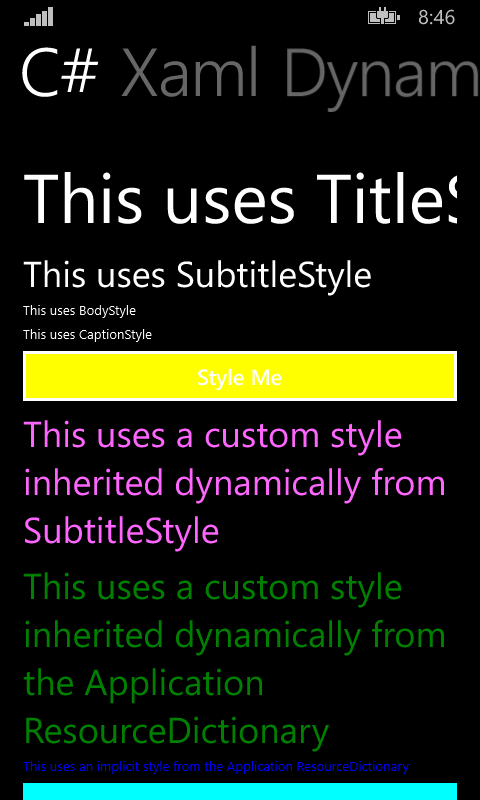 8:46
C# Xaml Dynam
This uses TitleS
This uses SubtitleStyle
This uses BodyStyle
This uses CaptionStyle
Style Me
This uses a custom style
inherited dynamically from
SubtitleStyle
This uses a custom style
inherited dynamically from
the Application
ResourceDictionary
This uses an implicit style from the Application ResourceDictionary